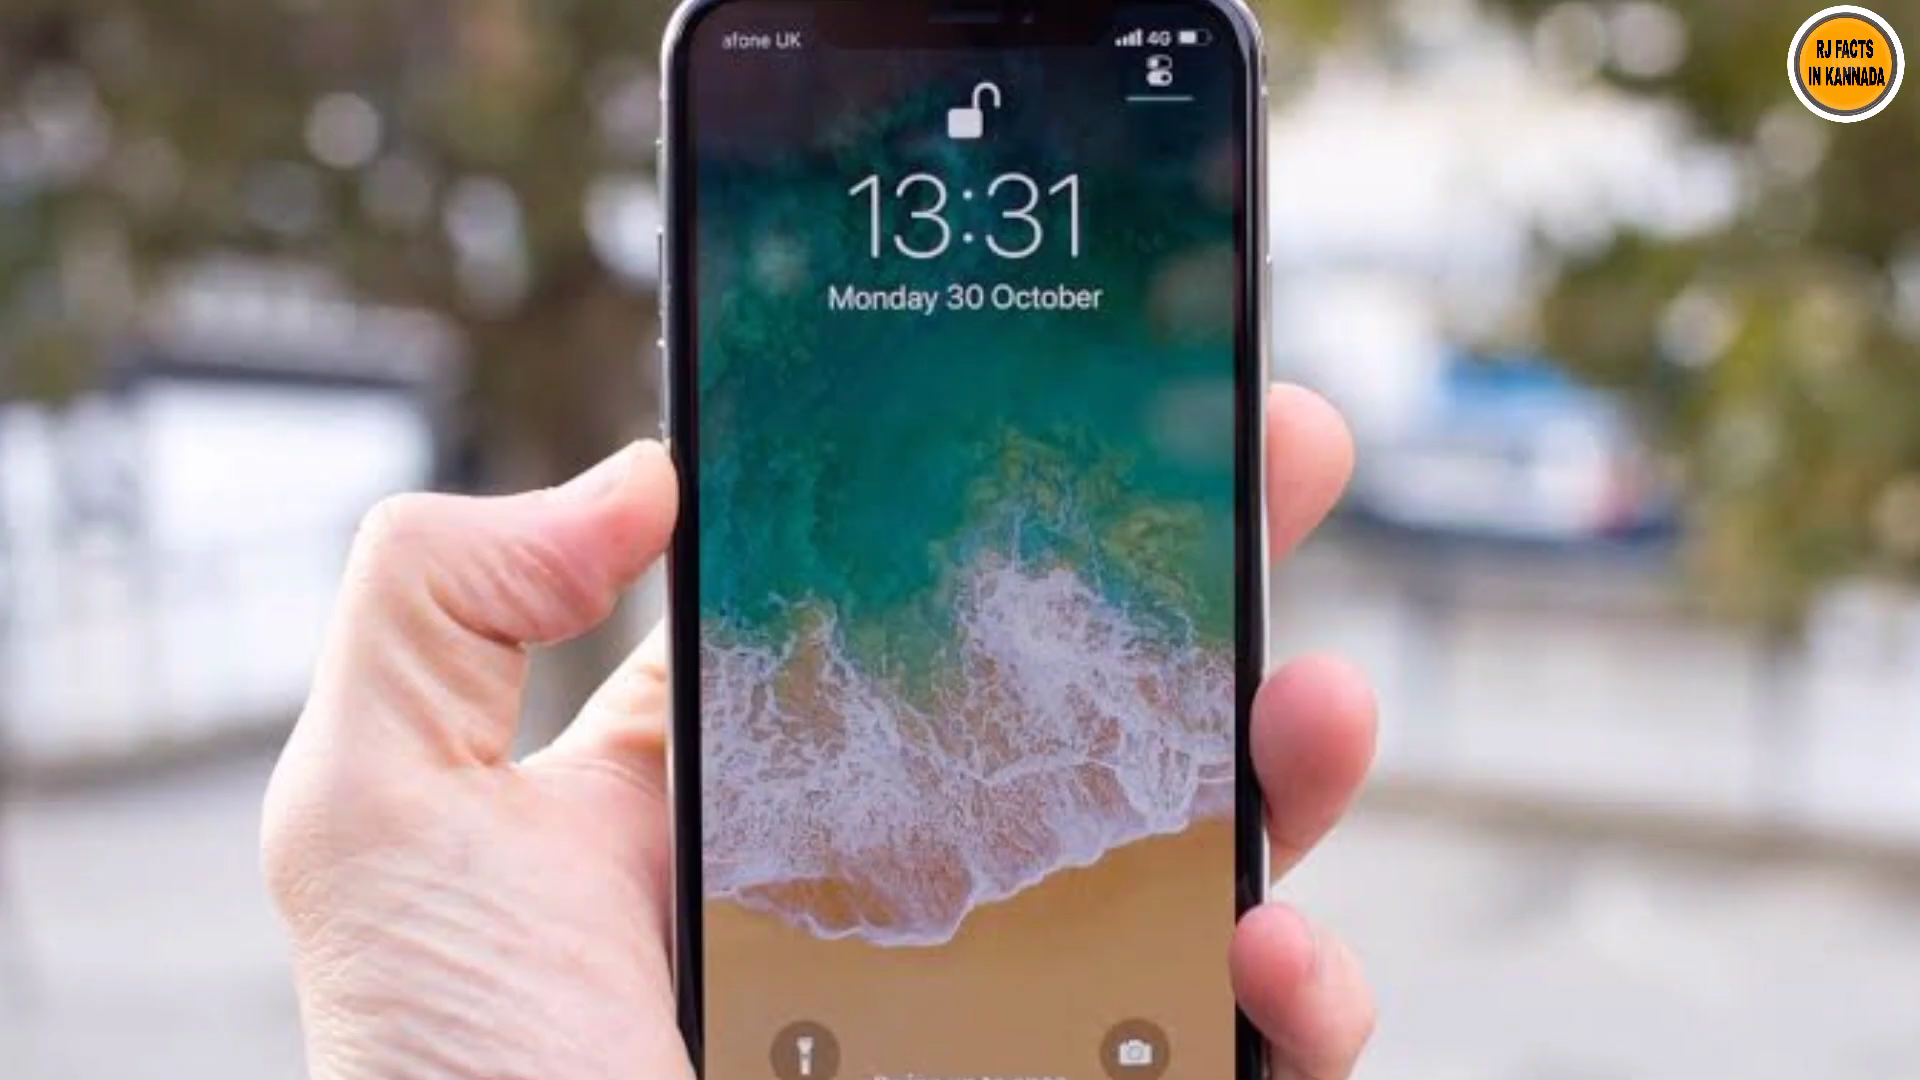 afone UK
4G
RJ FACTS
IN KANNADA
13:31
Monday 30 October